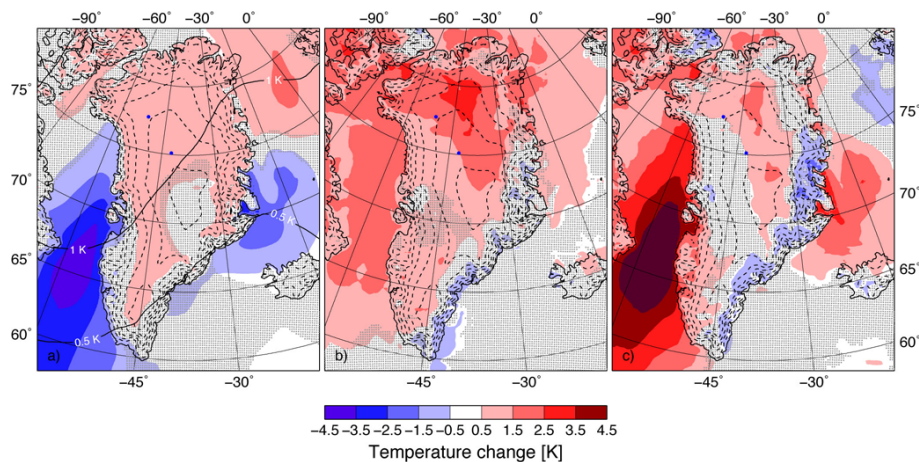 −90° −60° −30° 0° −90° −60° −30° 0° −90° −60° −30° 0°
75° 75°
1 K
70° 70°
1 K 0.5 K
65° 65°
60° 0.5 K 60°
a) b) c)
−45° −30° −45° −30° −45° −30°
−4.5 −3.5 −2.5 −1.5 −0.5 0.5 1.5 2.5 3.5 4.5
Temperature change [K]